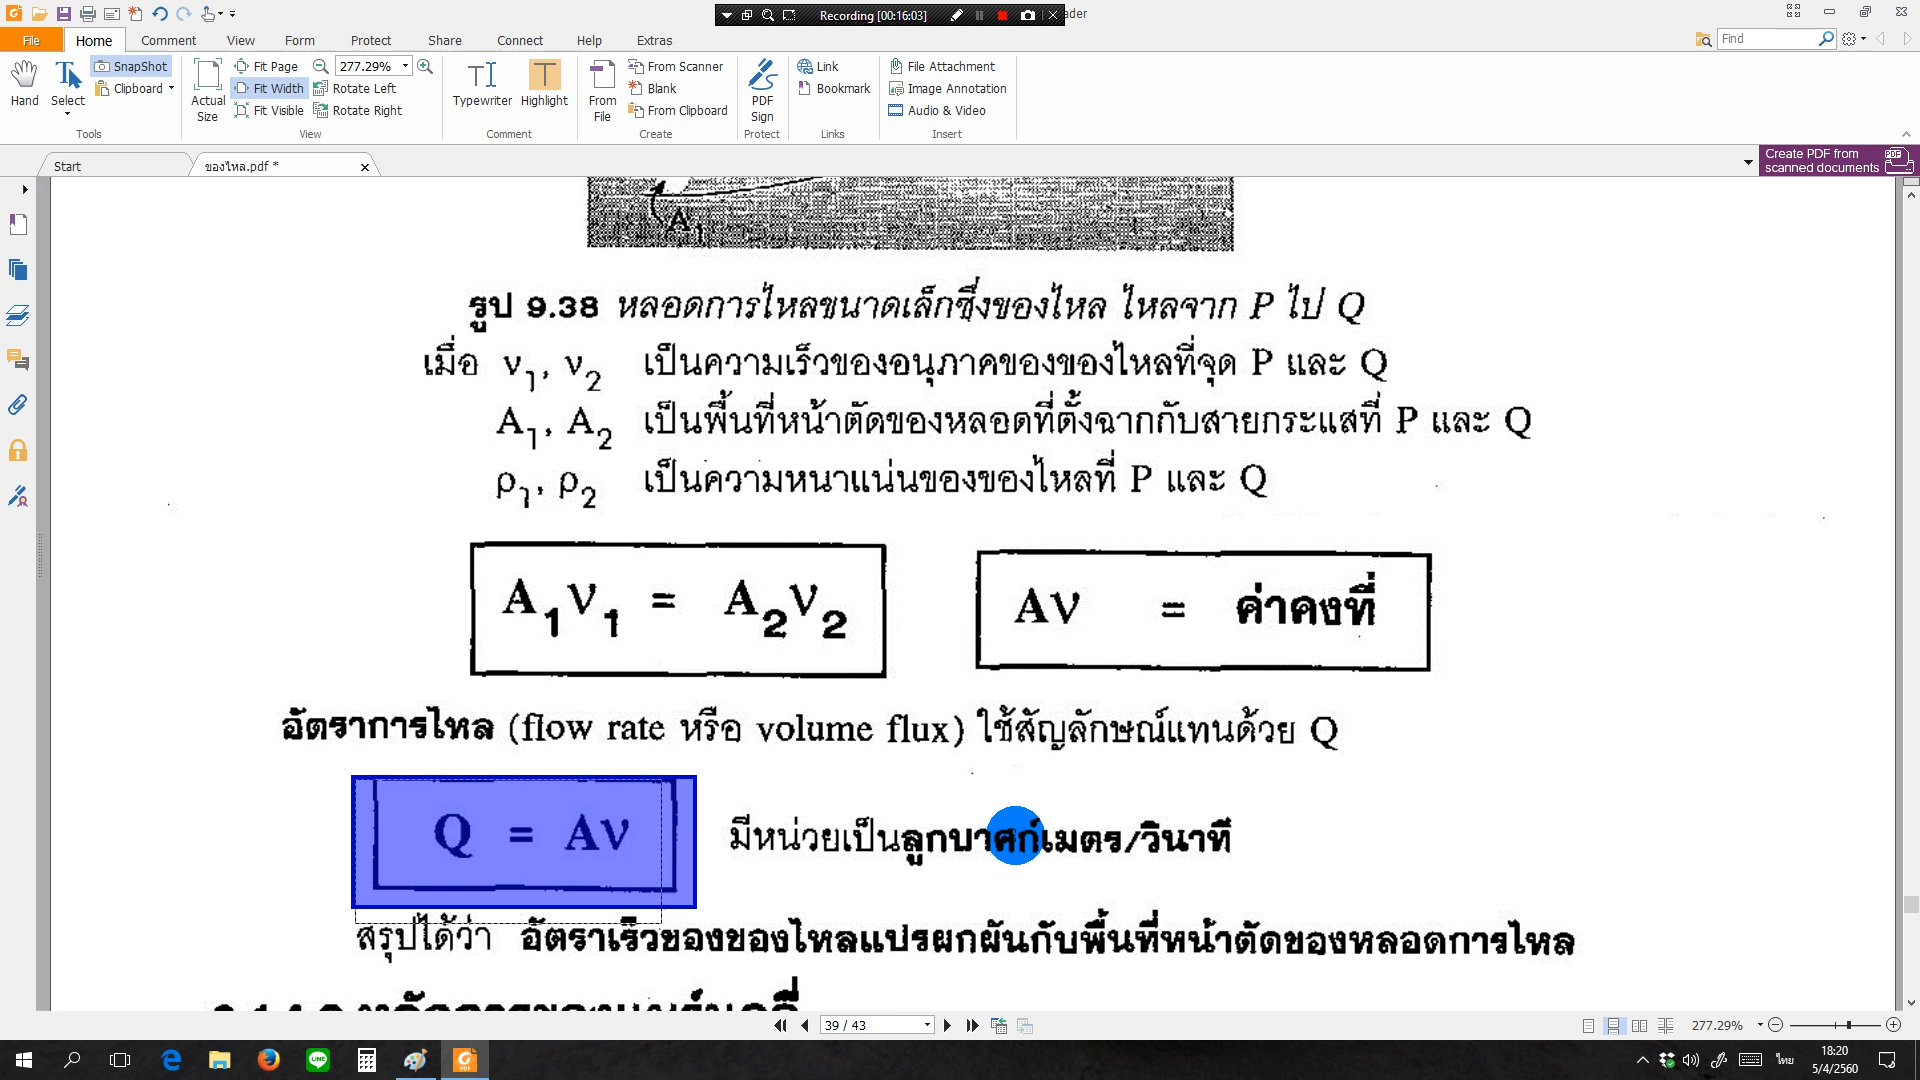 Recording [00:16:03]
ader
File Home Comment View Form Protect Share Connect Help Extras
Find
Hand
Select
SnapShot
Clipboard
Tools
Actual Size
Fit Page
Fit Width
Fit Visible
277.29%
Rotate Left
Rotate Right
View
Typewriter
Highlight
Comment
From File
From Scanner
Blank
From Clipboard
Create
PDF Sign
Protect
Link
Bookmark
Links
File Attachment
Image Annotation
Audio & Video
Insert
Start
ของไหล.pdf *
Create PDF from
scanned documents
PDF
A1
รูป 9.38 หลอดการไหลขนาดเล็กซึ่งของไหล ไหลจาก P ไป Q
เมื่อ v1, v2 เป็นความเร็วของอนุภาคของของไหลที่จุด P และ Q
A1, A2 เป็นพื้นที่หน้าตัดของหลอดที่ตั้งฉากกับสายกระแสที่ P และ Q
ρ1, ρ2 เป็นความหนาแน่นของของไหลที่ P และ Q
A1v1 = A2v2
Av = ค่าคงที่
อัตราการไหล (flow rate หรือ volume flux) ใช้สัญลักษณ์แทนด้วย Q
Q = Av มีหน่วยเป็นลูกบาศก์เมตร/วินาที
สรุปได้ว่า อัตราเร็วของของไหลแปรผกผันกับพื้นที่หน้าตัดของหลอดการไหล
39 / 43
277.29%
LINE
PDF
ไทย
18:20
5/4/2560